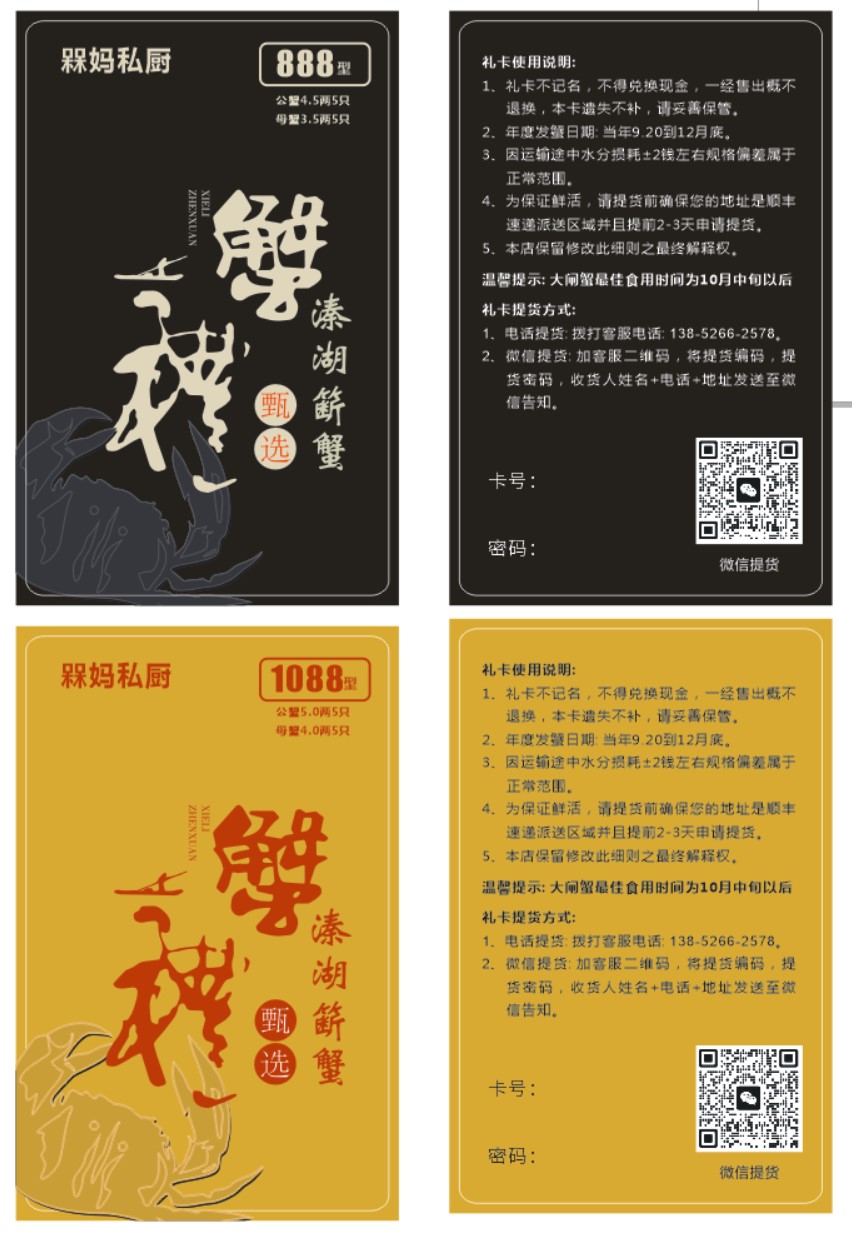 槑妈私厨
888型
公蟹4.5两5只
母蟹3.5两5只
XIELI
ZHENXUAN
蟹礼
溱湖簖蟹
甄选
礼卡使用说明:
1、礼卡不记名，不得兑换现金，一经售出概不
退换，本卡遗失不补，请妥善保管。
2、年度发蟹日期: 当年9.20到12月底。
3、因运输途中水分损耗±2钱左右规格偏差属于
正常范围。
4、为保证鲜活，请提货前确保您的地址是顺丰
速递派送区域并且提前2-3天申请提货。
5、本店保留修改此细则之最终解释权。
温馨提示: 大闸蟹最佳食用时间为10月中旬以后
礼卡提货方式:
1、电话提货: 拨打客服电话: 138-5266-2578。
2、微信提货: 加客服二维码，将提货编码，提
货密码，收货人姓名+电话+地址发送至微
信告知。
卡号:
密码:
微信提货
槑妈私厨
1088型
公蟹5.0两5只
母蟹4.0两5只
XIELI
ZHENXUAN
蟹礼
溱湖簖蟹
甄选
礼卡使用说明:
1、礼卡不记名，不得兑换现金，一经售出概不
退换，本卡遗失不补，请妥善保管。
2、年度发蟹日期: 当年9.20到12月底。
3、因运输途中水分损耗±2钱左右规格偏差属于
正常范围。
4、为保证鲜活，请提货前确保您的地址是顺丰
速递派送区域并且提前2-3天申请提货。
5、本店保留修改此细则之最终解释权。
温馨提示: 大闸蟹最佳食用时间为10月中旬以后
礼卡提货方式:
1、电话提货: 拨打客服电话: 138-5266-2578。
2、微信提货: 加客服二维码，将提货编码，提
货密码，收货人姓名+电话+地址发送至微
信告知。
卡号:
密码:
微信提货